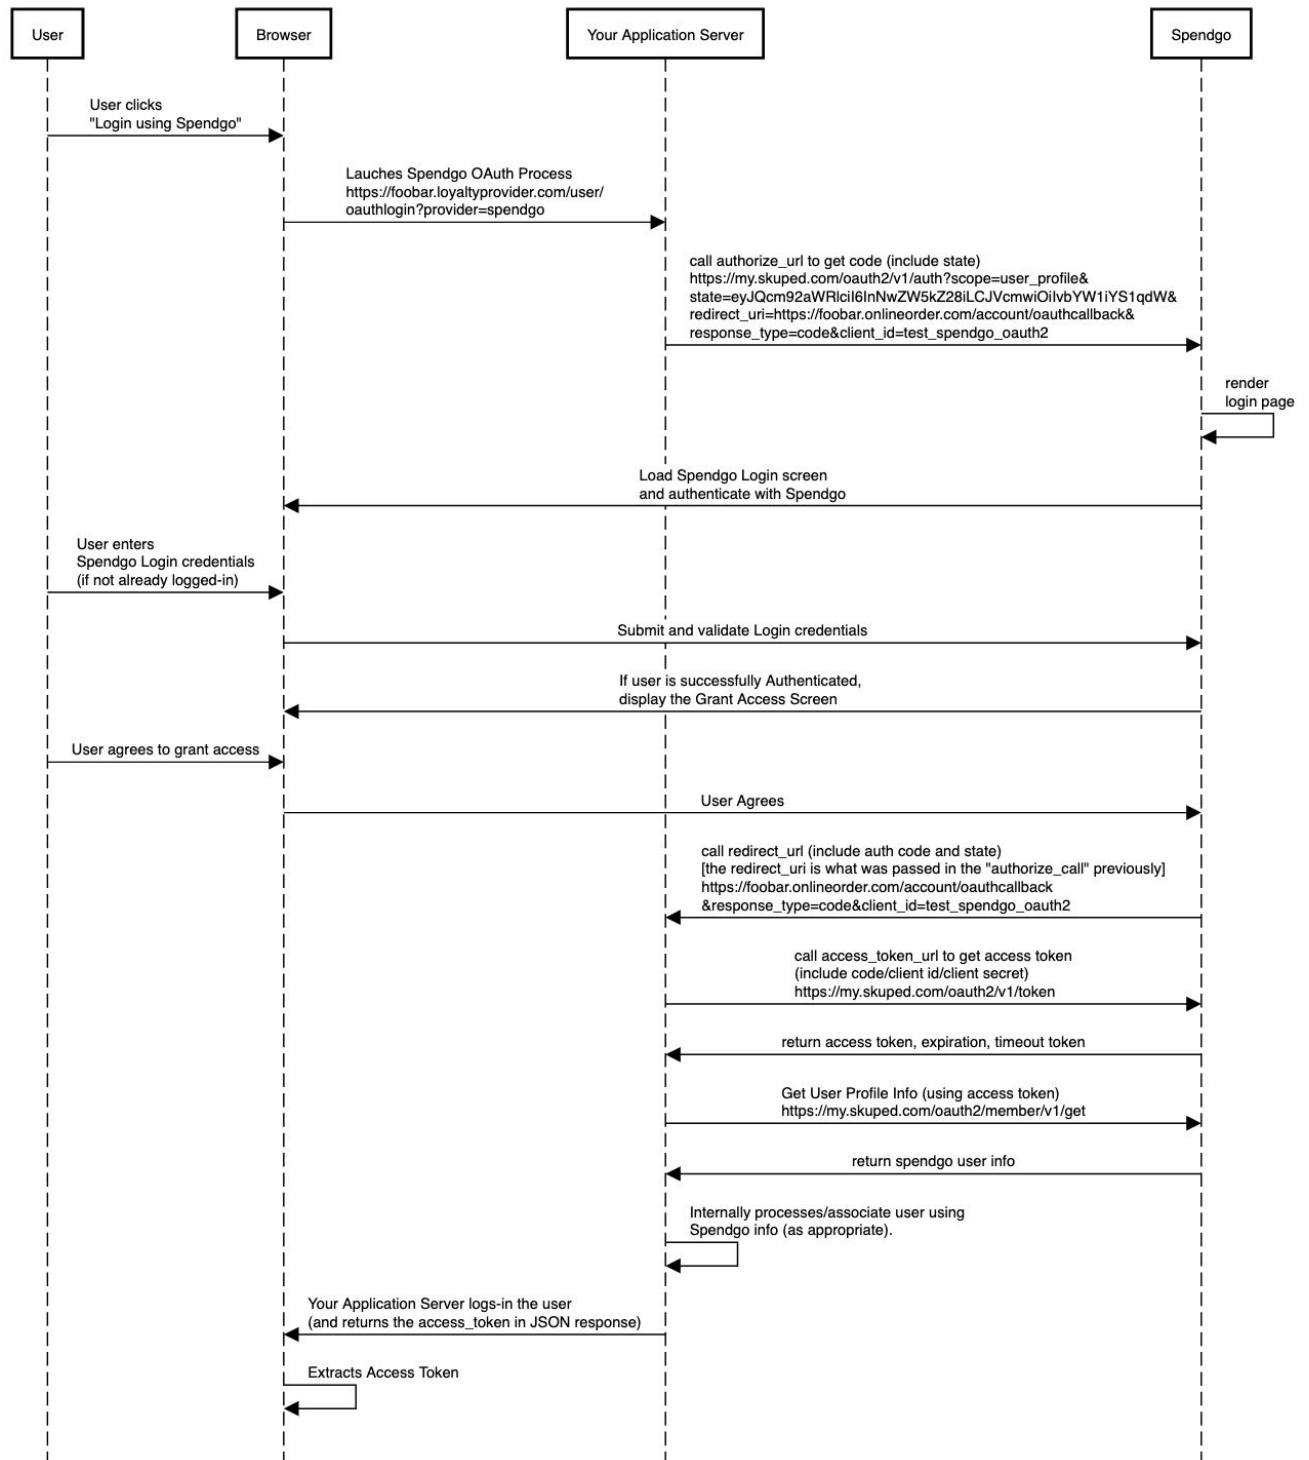 User
Browser
Your Application Server
Spendgo
User clicks
"Login using Spendgo"
Lauches Spendgo OAuth Process
https://foobar.loyaltyprovider.com/user/
oauthlogin?provider=spendgo
call authorize_url to get code (include state)
https://my.skuped.com/oauth2/v1/auth?scope=user_profile&
state=eyJQcm92aWRlciI6InNwZW5kZ28iLCJVcmwiOiIvbYW1iYS1qdW&
redirect_uri=https://foobar.onlineorder.com/account/oauthcallback&
response_type=code&client_id=test_spendgo_oauth2
render
login page
Load Spendgo Login screen
and authenticate with Spendgo
User enters
Spendgo Login credentials
(if not already logged-in)
Submit and validate Login credentials
If user is successfully Authenticated,
display the Grant Access Screen
User agrees to grant access
User Agrees
call redirect_url (include auth code and state)
[the redirect_uri is what was passed in the "authorize_call" previously]
https://foobar.onlineorder.com/account/oauthcallback
&response_type=code&client_id=test_spendgo_oauth2
call access_token_url to get access token
(include code/client id/client secret)
https://my.skuped.com/oauth2/v1/token
return access token, expiration, timeout token
Get User Profile Info (using access token)
https://my.skuped.com/oauth2/member/v1/get
return spendgo user info
Internally processes/associate user using
Spendgo info (as appropriate).
Your Application Server logs-in the user
(and returns the access_token in JSON response)
Extracts Access Token